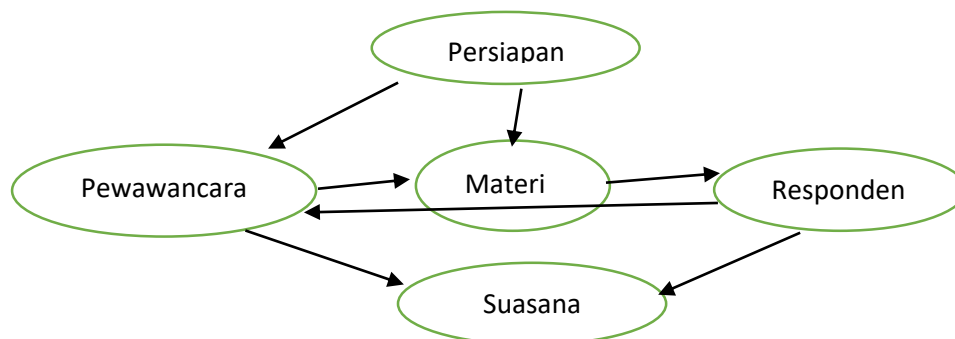 Persiapan
Pewawancara
Materi
Responden
Suasana